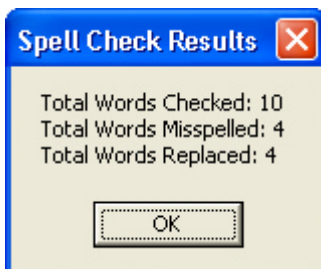 Spell Check Results
Total Words Checked: 10
Total Words Misspelled: 4
Total Words Replaced: 4
OK